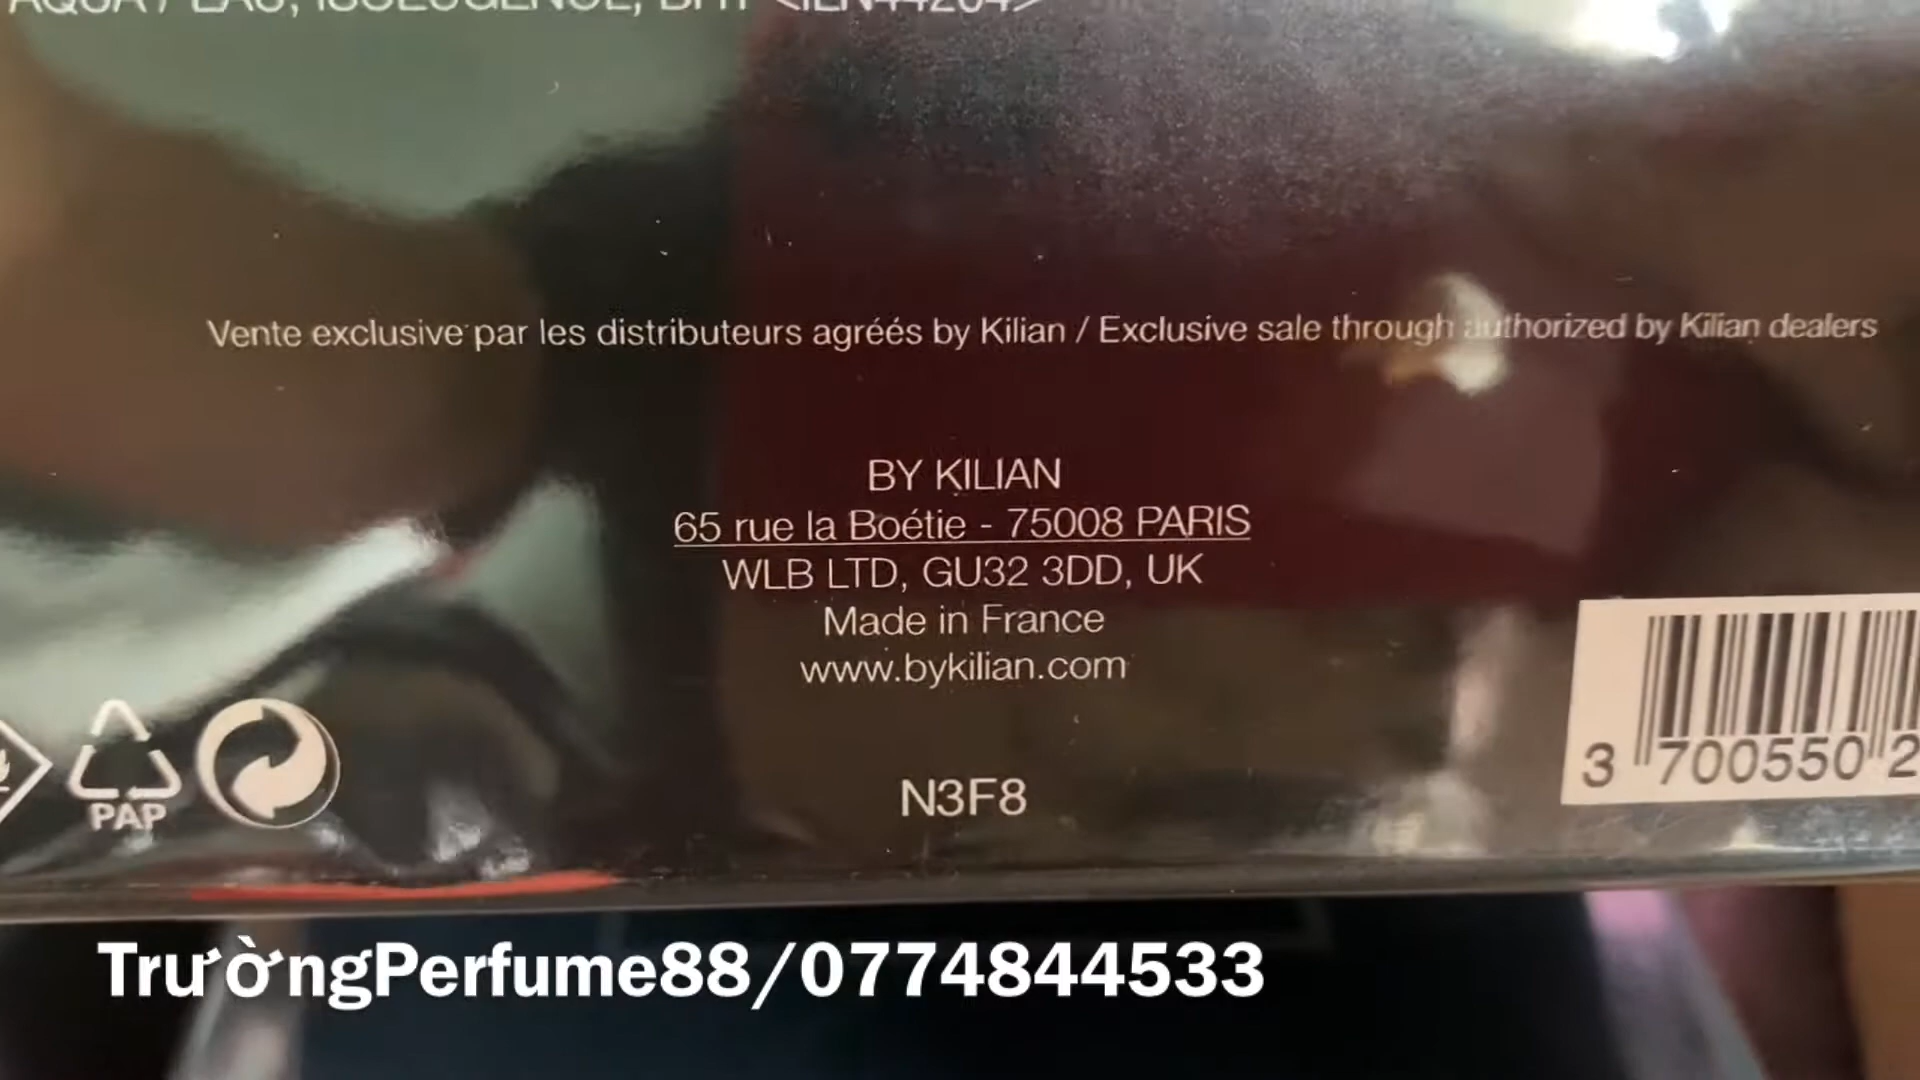 AQUA / EAU, ISOEUGENOL, BHT <ILN44264>
Vente exclusive par les distributeurs agréés by Kilian / Exclusive sale through authorized by Kilian dealers
BY KILIAN
65 rue la Boétie - 75008 PARIS
WLB LTD, GU32 3DD, UK
Made in France
www.bykilian.com
PAP
N3F8
3 700550 2
TrườngPerfume88/0774844533